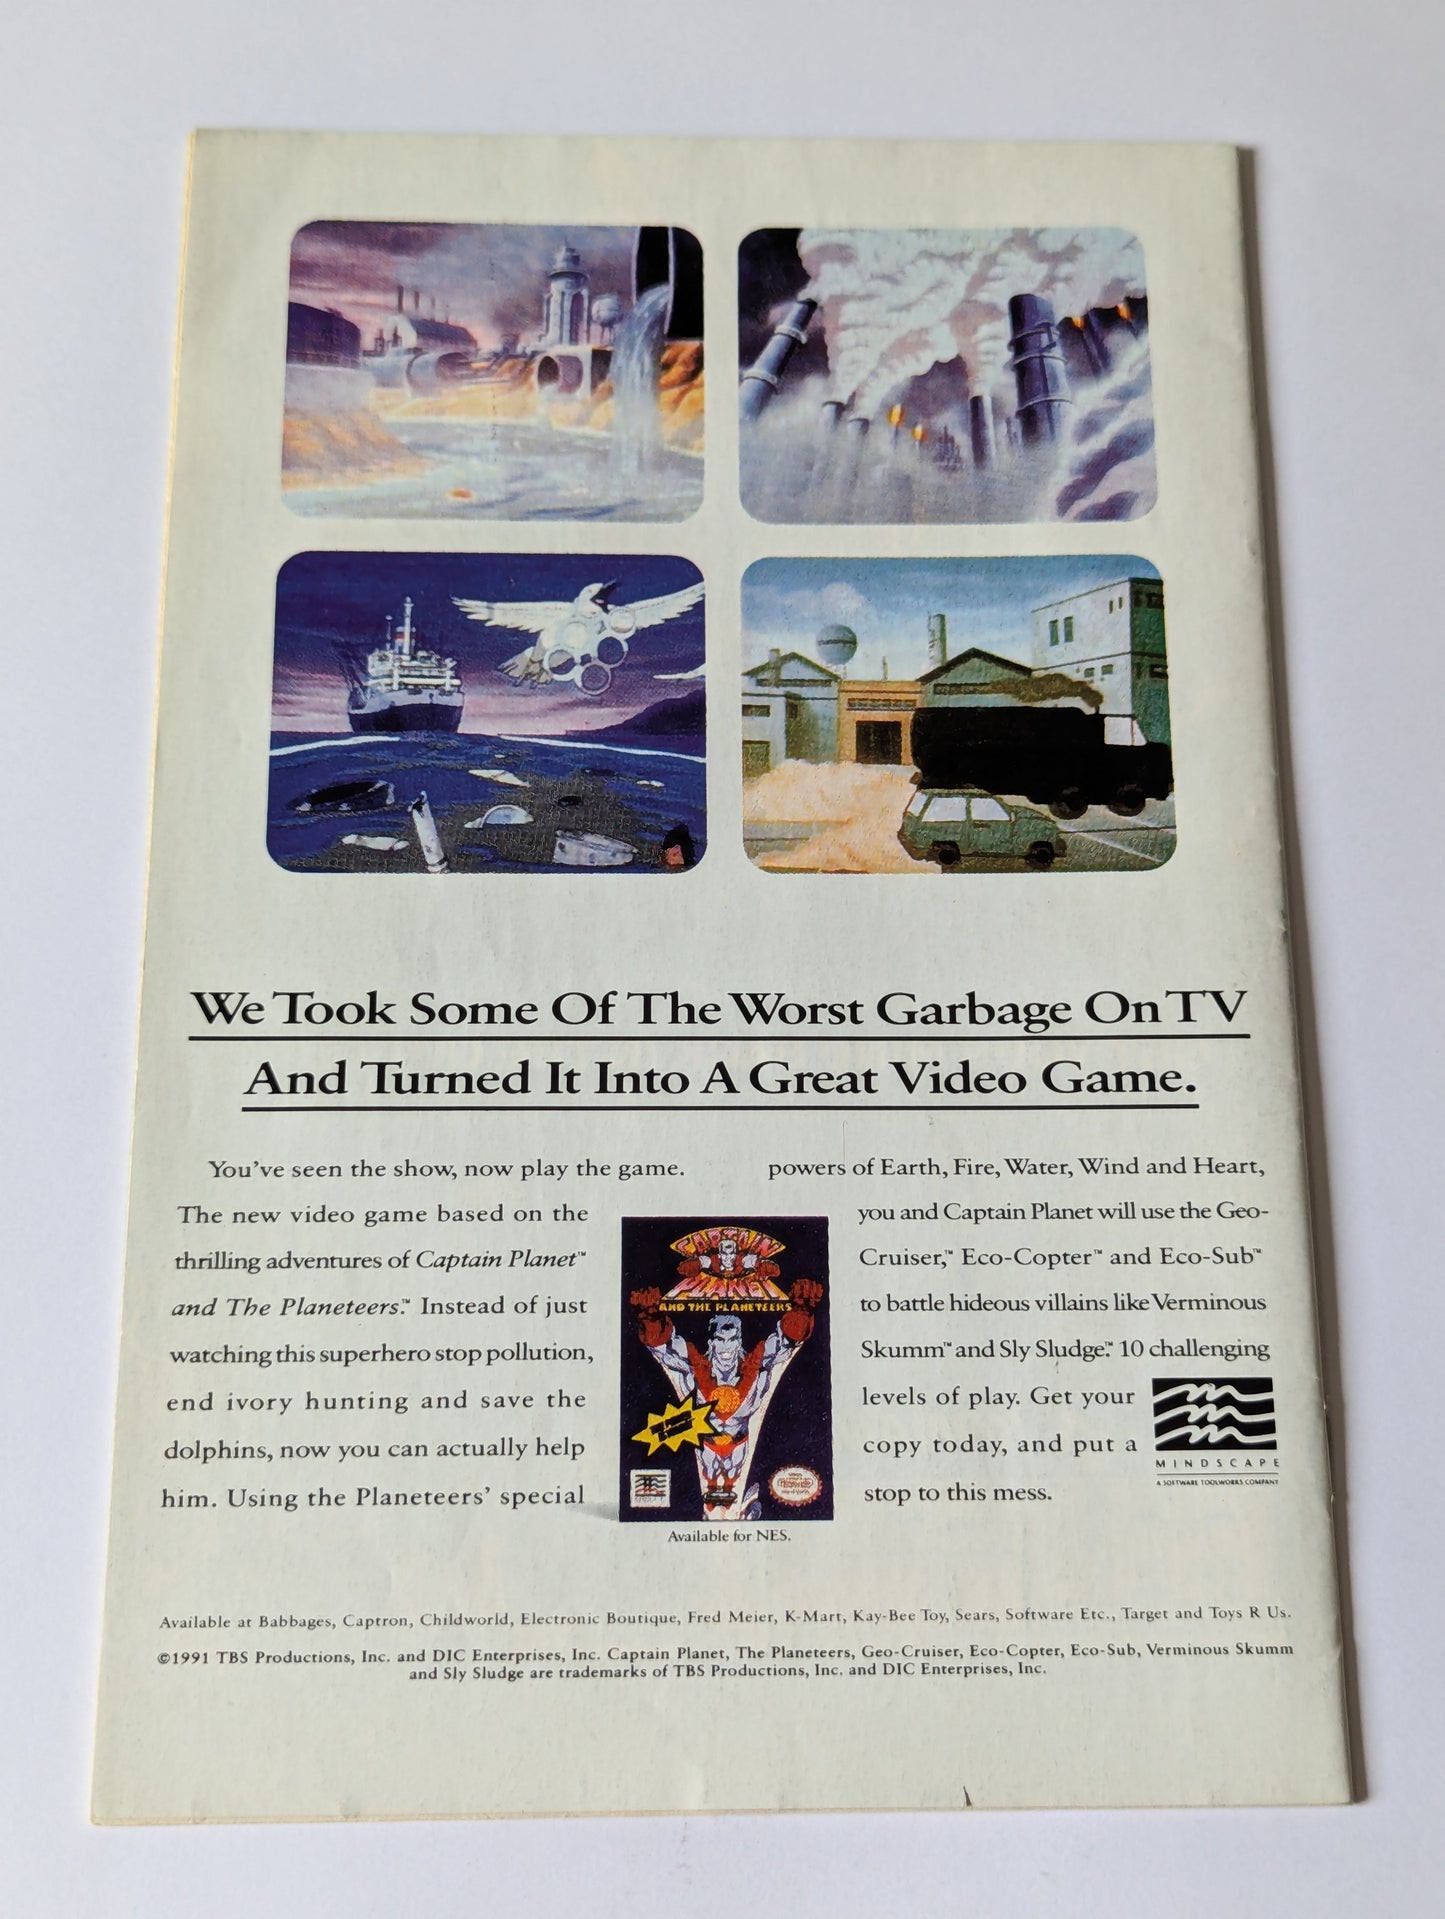 We Took Some Of The Worst Garbage On TV
And Turned It Into A Great Video Game.
You've seen the show, now play the game.
The new video game based on the
thrilling adventures of Captain Planet™
and The Planeteers.™ Instead of just
watching this superhero stop pollution,
end ivory hunting and save the
dolphins, now you can actually help
him. Using the Planeteers' special
CAPTAIN
PLANET
AND THE PLANETEERS
Available for NES.
powers of Earth, Fire, Water, Wind and Heart,
you and Captain Planet will use the Geo-
Cruiser,™ Eco-Copter™ and Eco-Sub™
to battle hideous villains like Verminous
Skumm™ and Sly Sludge.™ 10 challenging
levels of play. Get your
copy today, and put a
stop to this mess.
MINDSCAPE
A SOFTWARE TOOLWORKS COMPANY
Available at Babbages, Captron, Childworld, Electronic Boutique, Fred Meier, K-Mart, Kay-Bee Toy, Sears, Software Etc., Target and Toys R Us.
©1991 TBS Productions, Inc. and DIC Enterprises, Inc. Captain Planet, The Planeteers, Geo-Cruiser, Eco-Copter, Eco-Sub, Verminous Skumm
and Sly Sludge are trademarks of TBS Productions, Inc. and DIC Enterprises, Inc.